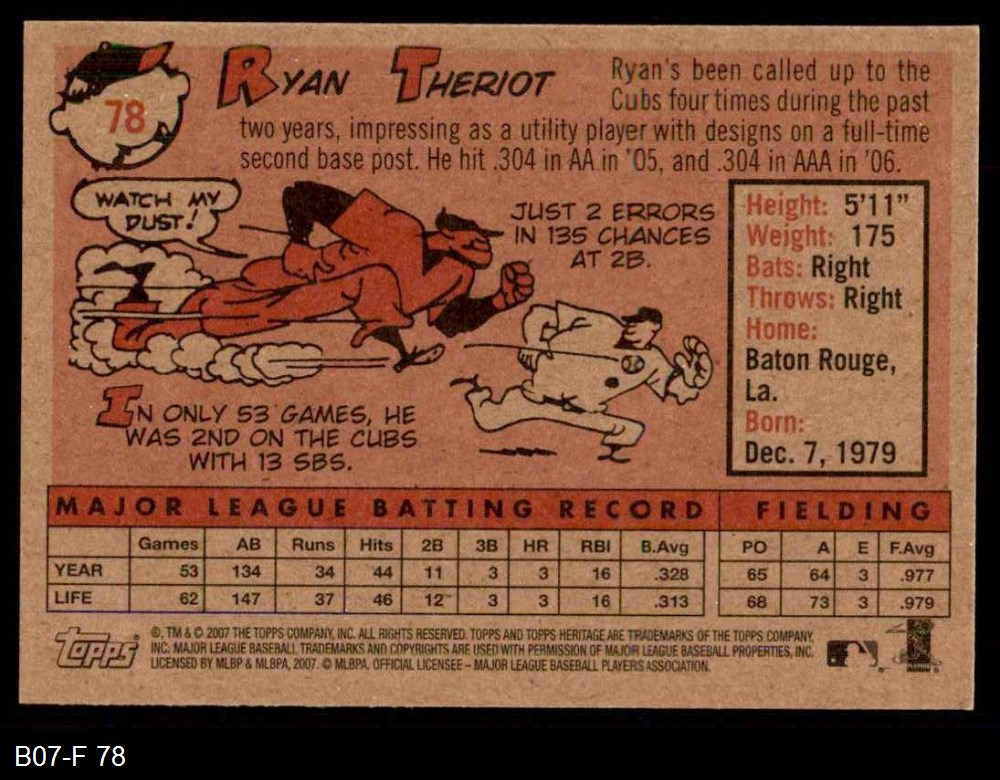 78
RYAN THERIOT
Ryan's been called up to the
Cubs four times during the past
two years, impressing as a utility player with designs on a full-time
second base post. He hit .304 in AA in '05, and .304 in AAA in '06.
WATCH MY
DUST!
JUST 2 ERRORS
IN 135 CHANCES
AT 2B.
IN ONLY 53 GAMES, HE
WAS 2ND ON THE CUBS
WITH 13 SBS.
Height: 5'11"
Weight: 175
Bats: Right
Throws: Right
Home:
Baton Rouge,
La.
Born:
Dec. 7, 1979
MAJOR LEAGUE BATTING RECORD FIELDING
Games AB Runs Hits 2B 3B HR RBI B.Avg PO A E F.Avg
YEAR 53 134 34 44 11 3 3 16 .328 65 64 3 .977
LIFE 62 147 37 46 12 3 3 16 .313 68 73 3 .979
Topps
®, TM & © 2007 THE TOPPS COMPANY, INC. ALL RIGHTS RESERVED. TOPPS AND TOPPS HERITAGE ARE TRADEMARKS OF THE TOPPS COMPANY,
INC. MAJOR LEAGUE BASEBALL TRADEMARKS AND COPYRIGHTS ARE USED WITH PERMISSION OF MAJOR LEAGUE BASEBALL PROPERTIES, INC.
LICENSED BY MLBP & MLBPA, 2007. © MLBPA, OFFICIAL LICENSEE – MAJOR LEAGUE BASEBALL PLAYERS ASSOCIATION.
B07-F 78